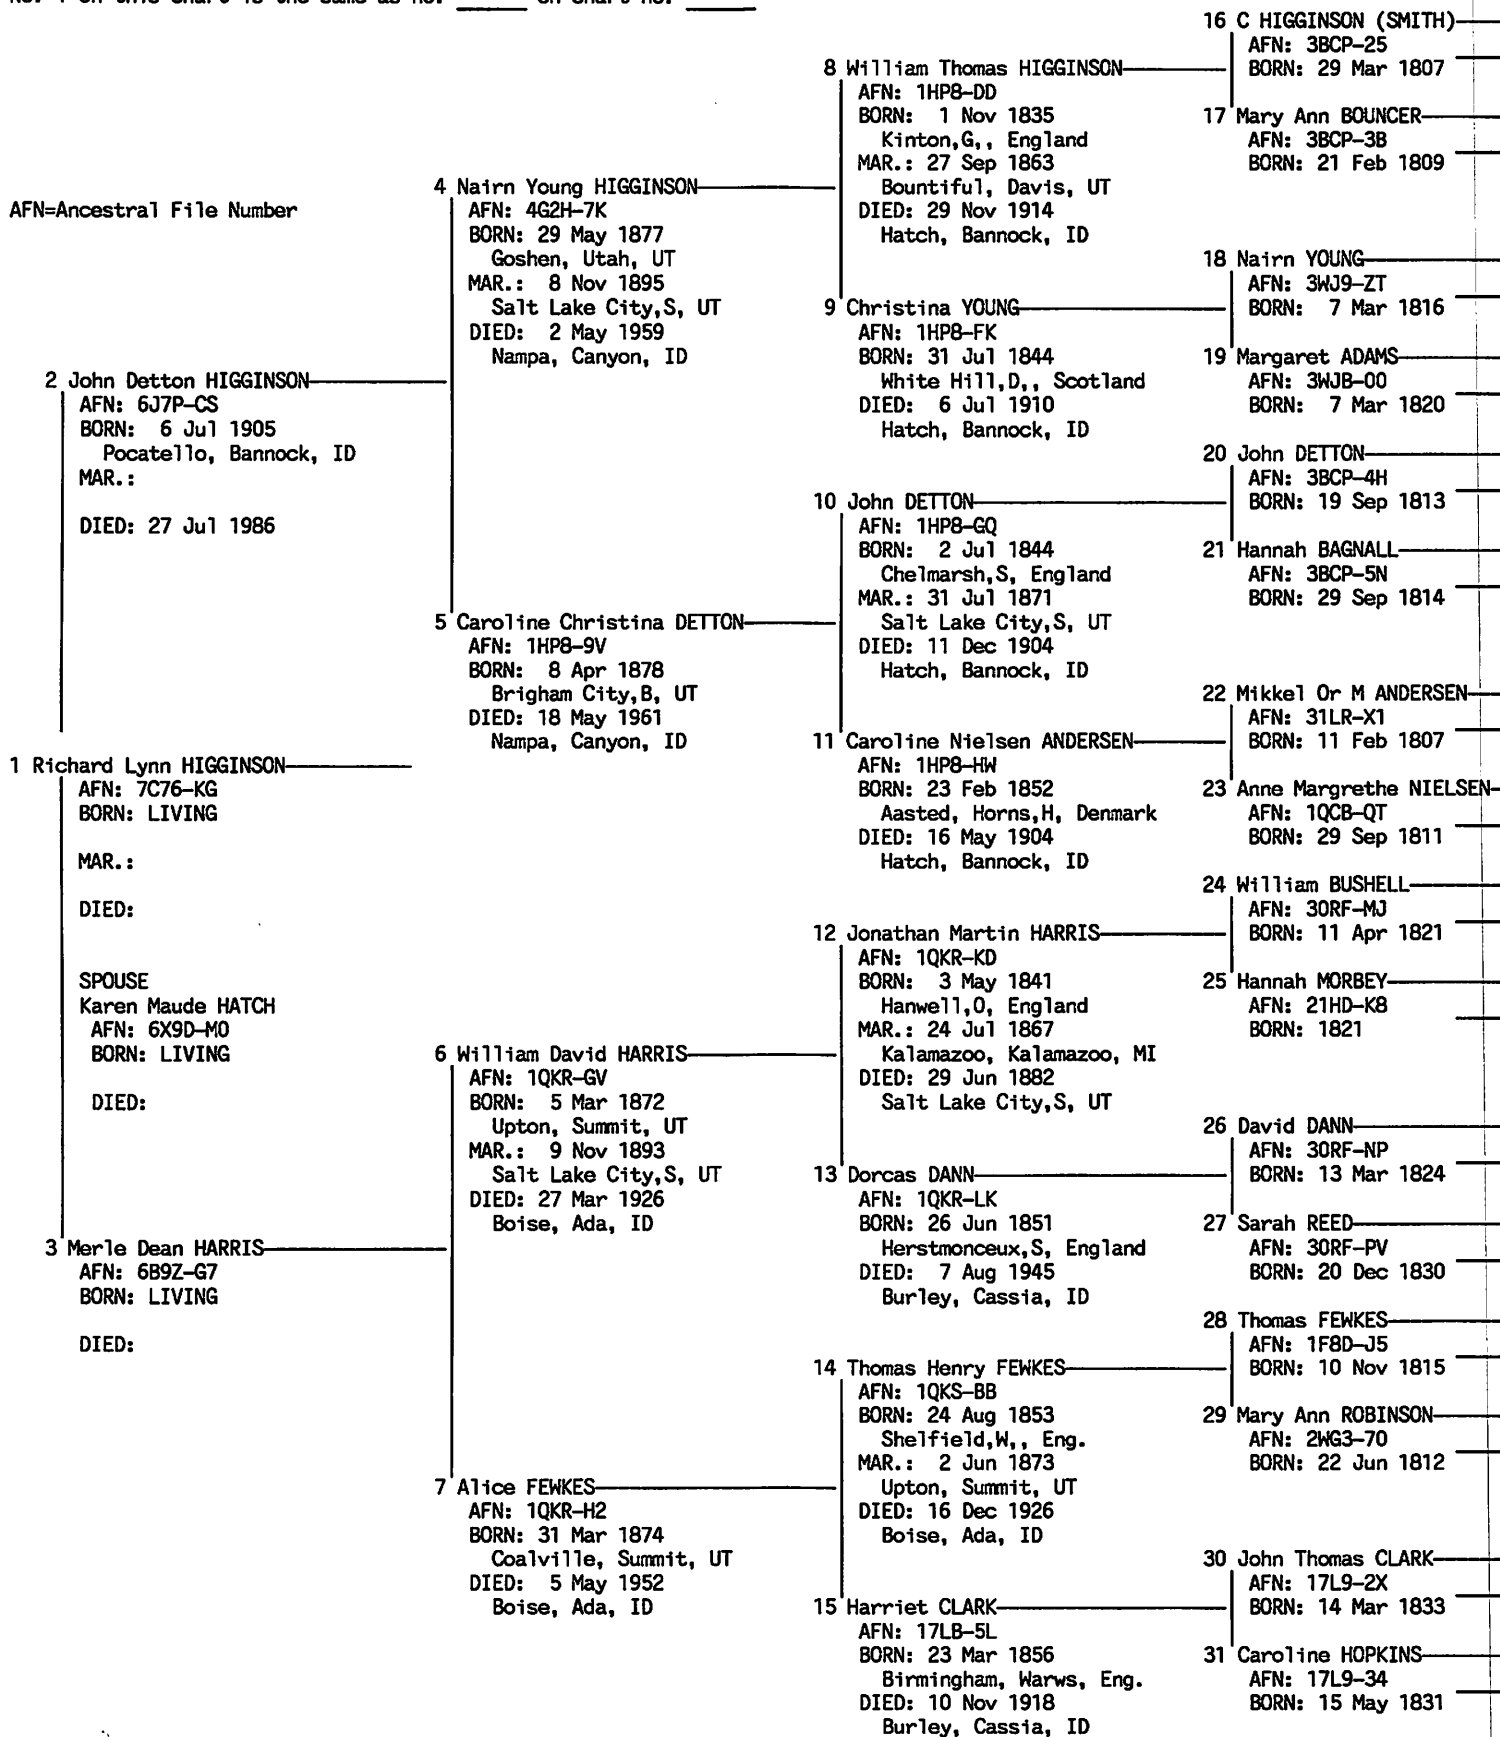 No. 1 on this chart is the same as no. ______ on chart no. ______
AFN=Ancestral File Number
1 Richard Lynn HIGGINSON
AFN: 7C76-KG
BORN: LIVING
MAR.:
DIED:
SPOUSE
Karen Maude HATCH
AFN: 6X9D-M0
BORN: LIVING
DIED:
2 John Detton HIGGINSON
AFN: 6J7P-CS
BORN: 6 Jul 1905
Pocatello, Bannock, ID
MAR.:
DIED: 27 Jul 1986
3 Merle Dean HARRIS
AFN: 6B9Z-G7
BORN: LIVING
DIED:
4 Nairn Young HIGGINSON
AFN: 4G2H-7K
BORN: 29 May 1877
Goshen, Utah, UT
MAR.: 8 Nov 1895
Salt Lake City,S, UT
DIED: 2 May 1959
Nampa, Canyon, ID
5 Caroline Christina DETTON
AFN: 1HP8-9V
BORN: 8 Apr 1878
Brigham City,B, UT
DIED: 18 May 1961
Nampa, Canyon, ID
6 William David HARRIS
AFN: 1QKR-GV
BORN: 5 Mar 1872
Upton, Summit, UT
MAR.: 9 Nov 1893
Salt Lake City,S, UT
DIED: 27 Mar 1926
Boise, Ada, ID
7 Alice FEWKES
AFN: 1QKR-H2
BORN: 31 Mar 1874
Coalville, Summit, UT
DIED: 5 May 1952
Boise, Ada, ID
8 William Thomas HIGGINSON
AFN: 1HP8-DD
BORN: 1 Nov 1835
Kinton,G,, England
MAR.: 27 Sep 1863
Bountiful, Davis, UT
DIED: 29 Nov 1914
Hatch, Bannock, ID
9 Christina YOUNG
AFN: 1HP8-FK
BORN: 31 Jul 1844
White Hill,D,, Scotland
DIED: 6 Jul 1910
Hatch, Bannock, ID
10 John DETTON
AFN: 1HP8-GQ
BORN: 2 Jul 1844
Chelmarsh,S, England
MAR.: 31 Jul 1871
Salt Lake City,S, UT
DIED: 11 Dec 1904
Hatch, Bannock, ID
11 Caroline Nielsen ANDERSEN
AFN: 1HP8-HW
BORN: 23 Feb 1852
Aasted, Horns,H, Denmark
DIED: 16 May 1904
Hatch, Bannock, ID
12 Jonathan Martin HARRIS
AFN: 1QKR-KD
BORN: 3 May 1841
Hanwell,O, England
MAR.: 24 Jul 1867
Kalamazoo, Kalamazoo, MI
DIED: 29 Jun 1882
Salt Lake City,S, UT
13 Dorcas DANN
AFN: 1QKR-LK
BORN: 26 Jun 1851
Herstmonceux,S, England
DIED: 7 Aug 1945
Burley, Cassia, ID
14 Thomas Henry FEWKES
AFN: 1QKS-BB
BORN: 24 Aug 1853
Shelfield,W,, Eng.
MAR.: 2 Jun 1873
Upton, Summit, UT
DIED: 16 Dec 1926
Boise, Ada, ID
15 Harriet CLARK
AFN: 17LB-5L
BORN: 23 Mar 1856
Birmingham, Warws, Eng.
DIED: 10 Nov 1918
Burley, Cassia, ID
16 C HIGGINSON (SMITH)
AFN: 3BCP-25
BORN: 29 Mar 1807
17 Mary Ann BOUNCER
AFN: 3BCP-3B
BORN: 21 Feb 1809
18 Nairn YOUNG
AFN: 3WJ9-ZT
BORN: 7 Mar 1816
19 Margaret ADAMS
AFN: 3WJB-00
BORN: 7 Mar 1820
20 John DETTON
AFN: 3BCP-4H
BORN: 19 Sep 1813
21 Hannah BAGNALL
AFN: 3BCP-5N
BORN: 29 Sep 1814
22 Mikkel Or M ANDERSEN
AFN: 31LR-X1
BORN: 11 Feb 1807
23 Anne Margrethe NIELSEN
AFN: 1QCB-QT
BORN: 29 Sep 1811
24 William BUSHELL
AFN: 30RF-MJ
BORN: 11 Apr 1821
25 Hannah MORBEY
AFN: 21HD-K8
BORN: 1821
26 David DANN
AFN: 30RF-NP
BORN: 13 Mar 1824
27 Sarah REED
AFN: 30RF-PV
BORN: 20 Dec 1830
28 Thomas FEWKES
AFN: 1F8D-J5
BORN: 10 Nov 1815
29 Mary Ann ROBINSON
AFN: 2WG3-70
BORN: 22 Jun 1812
30 John Thomas CLARK
AFN: 17L9-2X
BORN: 14 Mar 1833
31 Caroline HOPKINS
AFN: 17L9-34
BORN: 15 May 1831